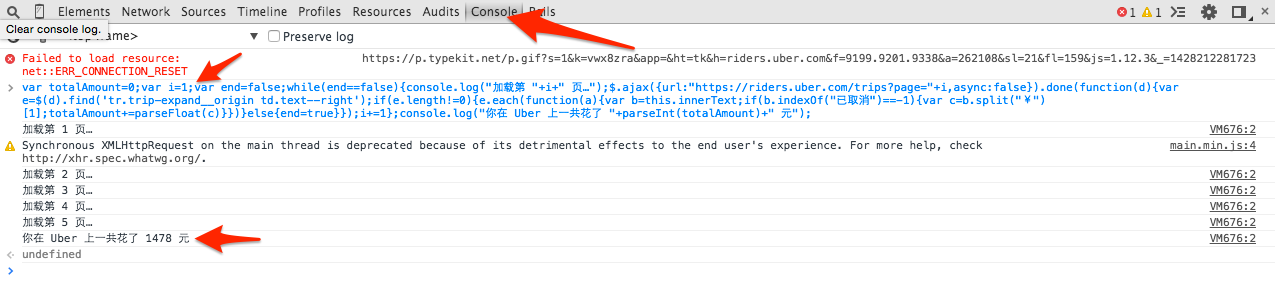 Elements Network Sources Timeline Profiles Resources Audits Console 1 1
Clear console log.
Preserve log
Failed to load resource: https://p.typekit.net/p.gif?s=1&k=vwx8zra&app=&ht=tk&h=riders.uber.com&f=9199.9201.9338&a=262108&sl=21&fl=159&js=1.12.3&_=1428212281723
net::ERR_CONNECTION_RESET
var totalAmount=0;var i=1;var end=false;while(end==false){console.log("加载第 "+i+" 页…");$.ajax({url:"https://riders.uber.com/trips?page="+i,async:false}).done(function(d){var
e=$(d).find('tr.trip-expand__origin td.text--right');if(e.length!=0){e.each(function(a){var b=this.innerText;if(b.indexOf("已取消")==-1){var c=b.split("￥")
[1];totalAmount+=parseFloat(c)}})}else{end=true}});i+=1};console.log("你在 Uber 上一共花了 "+parseInt(totalAmount)+" 元");
加载第 1 页… VM676:2
Synchronous XMLHttpRequest on the main thread is deprecated because of its detrimental effects to the end user's experience. For more help, check main.min.js:4
http://xhr.spec.whatwg.org/.
加载第 2 页… VM676:2
加载第 3 页… VM676:2
加载第 4 页… VM676:2
加载第 5 页… VM676:2
你在 Uber 上一共花了 1478 元 VM676:2
undefined